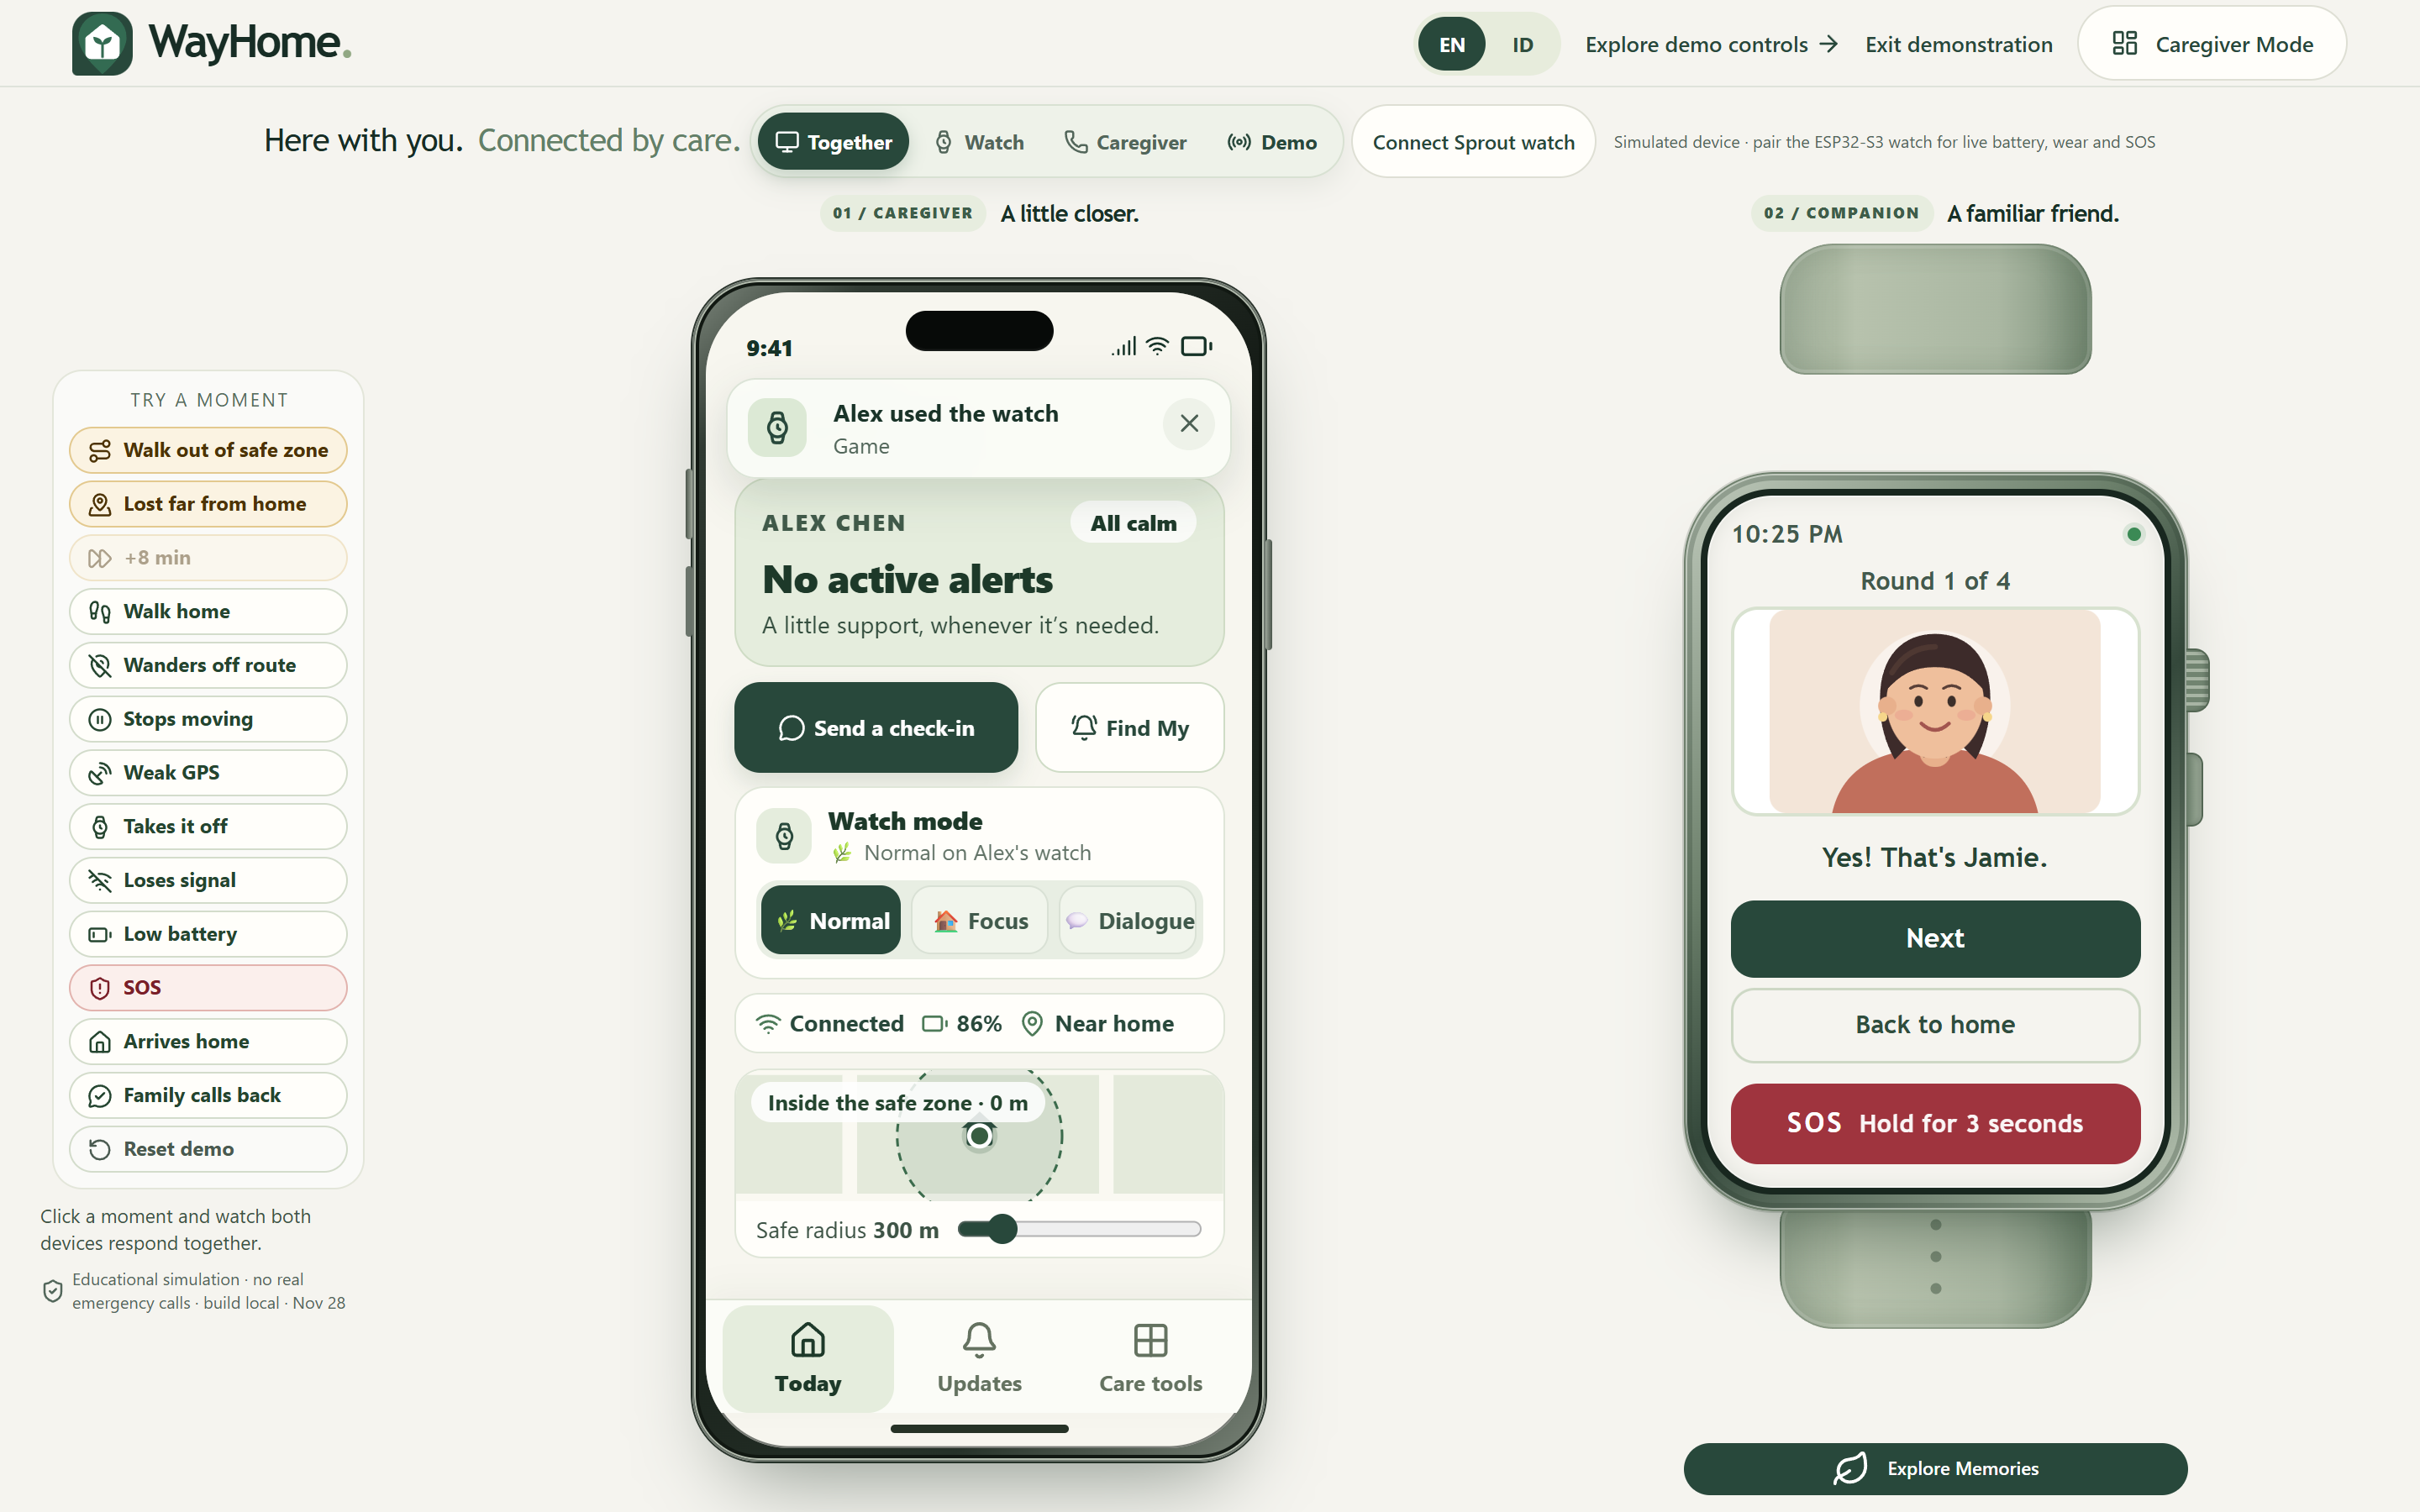 WayHome.
EN
ID
Explore demo controls →
Exit demonstration
Caregiver Mode
Here with you. Connected by care.
Together
Watch
Caregiver
Demo
Connect Sprout watch
Simulated device · pair the ESP32-S3 watch for live battery, wear and SOS
01 / CAREGIVER
A little closer.
02 / COMPANION
A familiar friend.
TRY A MOMENT
Walk out of safe zone
Lost far from home
+8 min
Walk home
Wanders off route
Stops moving
Weak GPS
Takes it off
Loses signal
Low battery
SOS
Arrives home
Family calls back
Reset demo
Click a moment and watch both
devices respond together.
Educational simulation · no real
emergency calls · build local · Nov 28
9:41
Alex used the watch
Game
ALEX CHEN
All calm
No active alerts
A little support, whenever it’s needed.
Send a check-in
Find My
Watch mode
Normal on Alex's watch
Normal
Focus
Dialogue
Connected
86%
Near home
Inside the safe zone · 0 m
Safe radius 300 m
Today
Updates
Care tools
10:25 PM
Round 1 of 4
Yes! That's Jamie.
Next
Back to home
SOS Hold for 3 seconds
Explore Memories